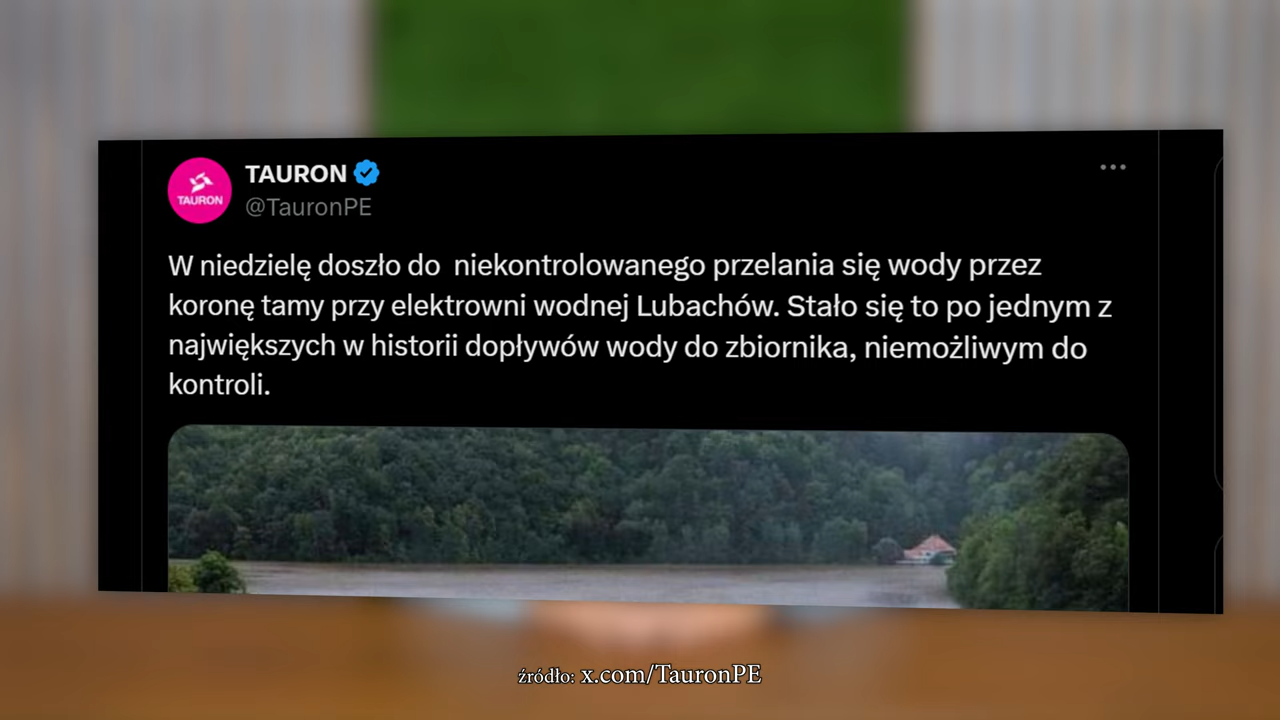 TAURON
TAURON
@TauronPE
W niedzielę doszło do  niekontrolowanego przelania się wody przez
koronę tamy przy elektrowni wodnej Lubachów. Stało się to po jednym z
największych w historii dopływów wody do zbiornika, niemożliwym do
kontroli.
źródło: x.com/TauronPE